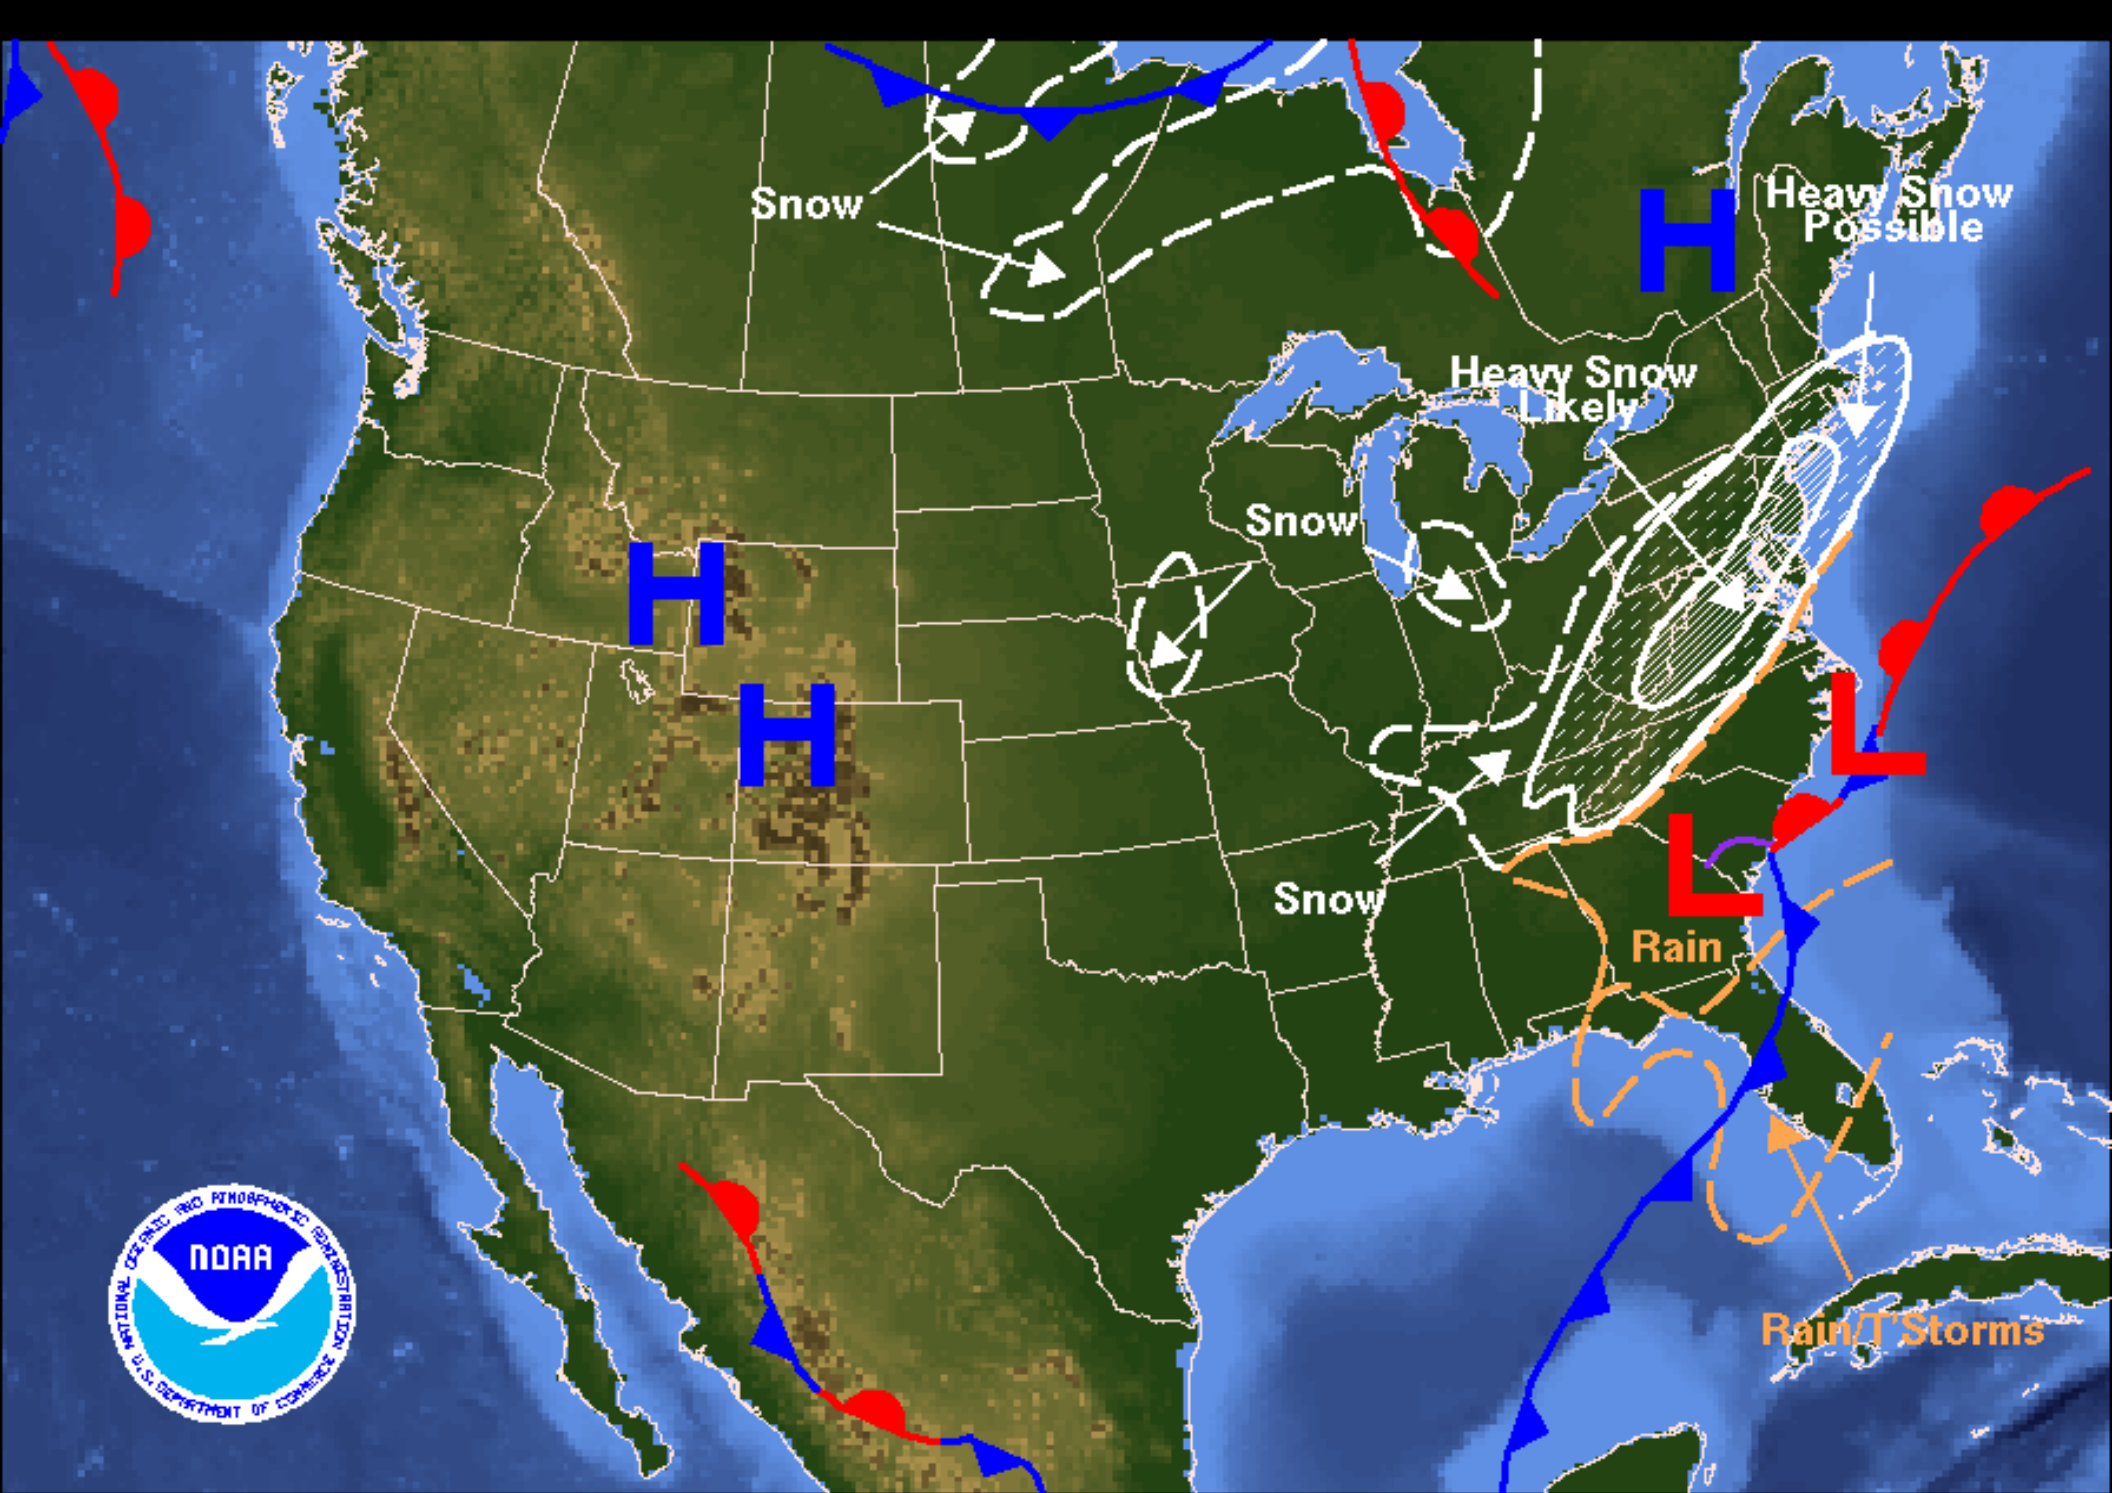 Snow
H
Heavy Snow
Possible
Heavy Snow
Likely
Snow
H
H
L
L
Snow
Rain
Rain/T'Storms
NATIONAL OCEANIC AND ATMOSPHERIC ADMINISTRATION
NOAA
U.S. DEPARTMENT OF COMMERCE